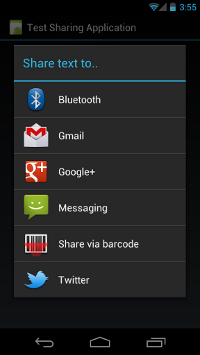 3:55
Test Sharing Application
Share text to..
Bluetooth
Gmail
Google+
Messaging
Share via barcode
Twitter